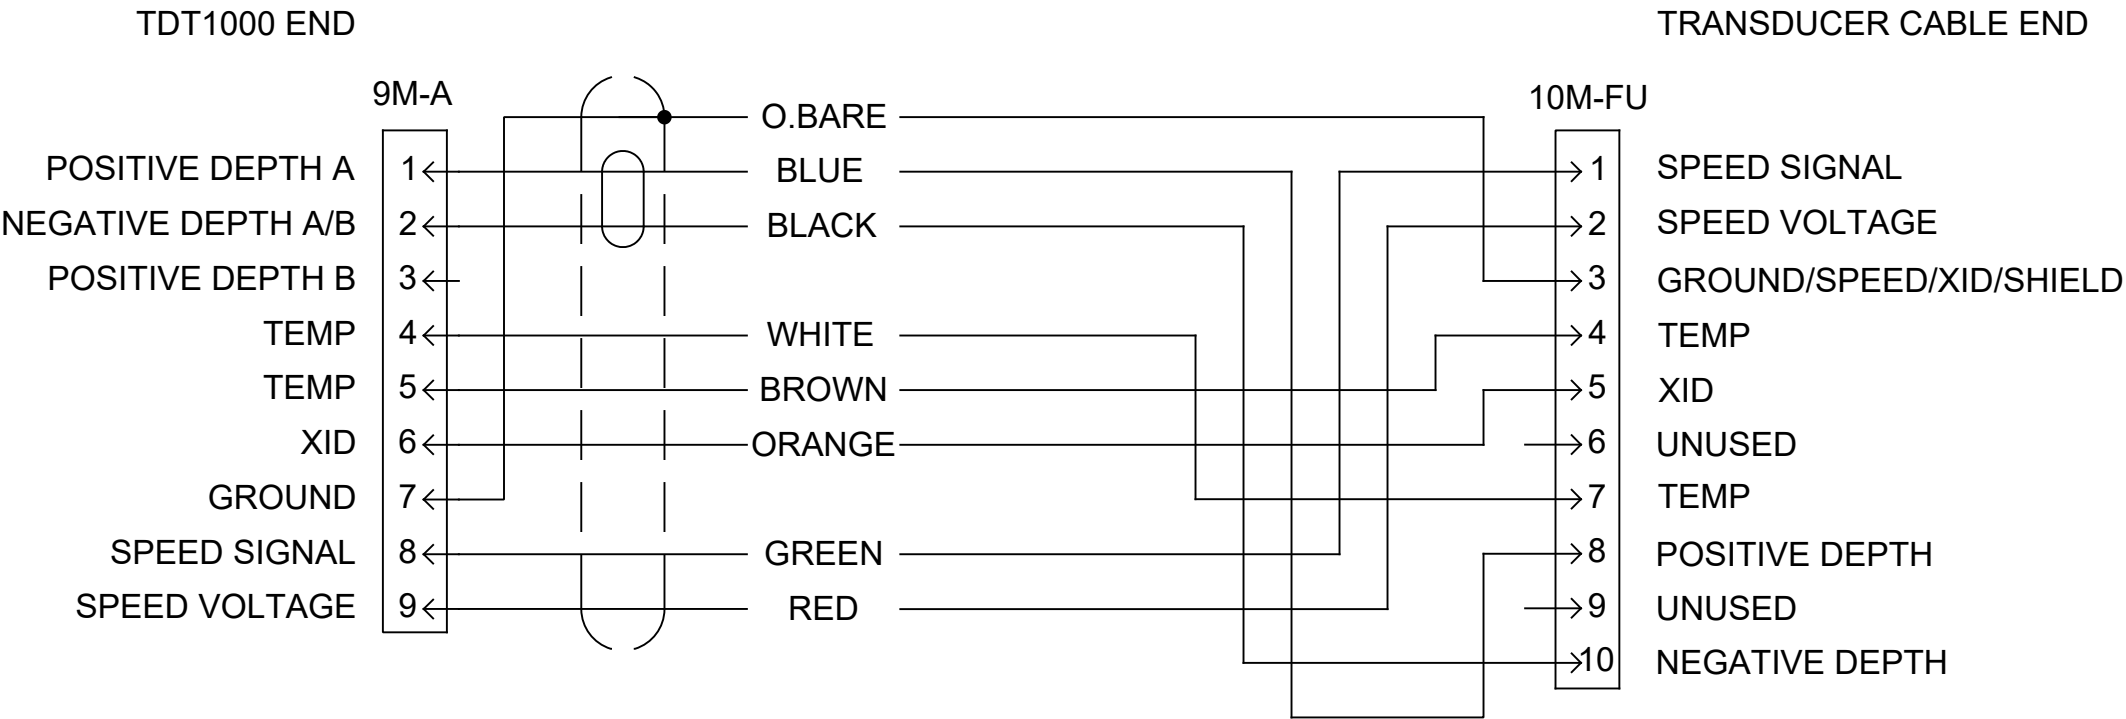 TDT1000 END
TRANSDUCER CABLE END
9M-A
10M-FU
O.BARE
POSITIVE DEPTH A 1 BLUE 1 SPEED SIGNAL
NEGATIVE DEPTH A/B 2 BLACK 2 SPEED VOLTAGE
POSITIVE DEPTH B 3 3 GROUND/SPEED/XID/SHIELD
TEMP 4 WHITE 4 TEMP
TEMP 5 BROWN 5 XID
XID 6 ORANGE 6 UNUSED
GROUND 7 7 TEMP
SPEED SIGNAL 8 GREEN 8 POSITIVE DEPTH
SPEED VOLTAGE 9 RED 9 UNUSED
10 NEGATIVE DEPTH